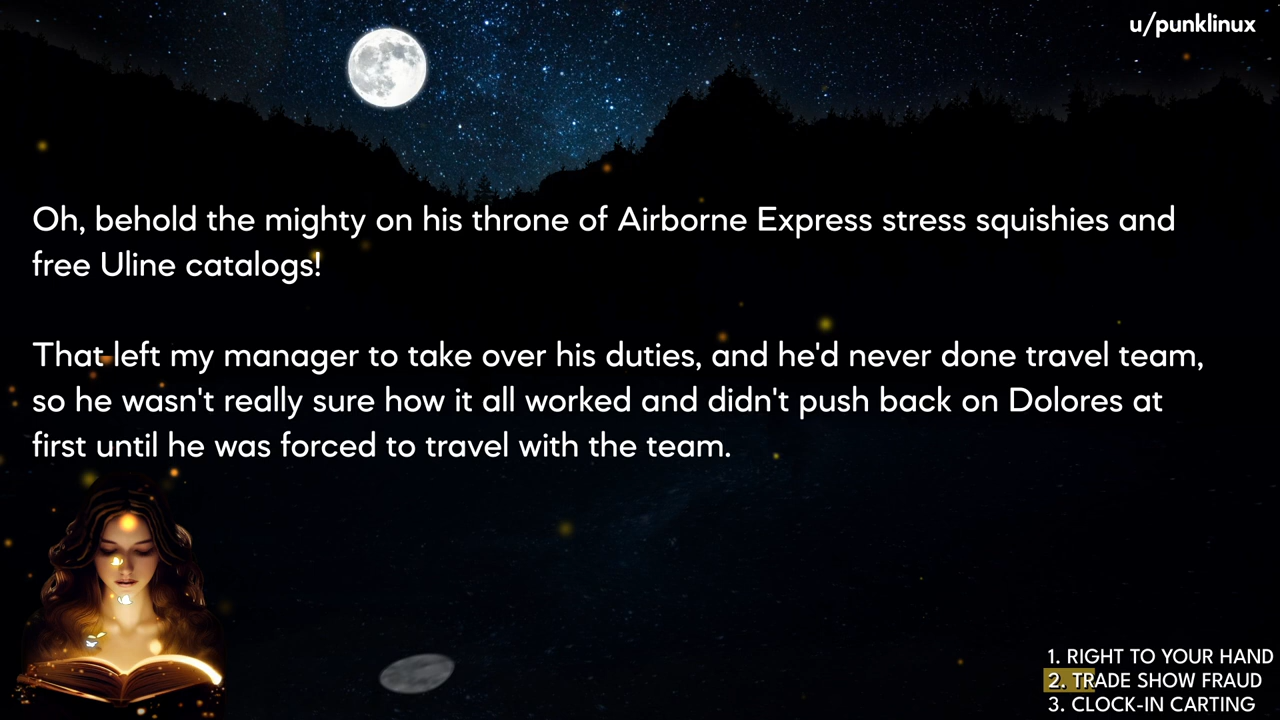 u/punklinux
Oh, behold the mighty on his throne of Airborne Express stress squishies and
free Uline catalogs!
That left my manager to take over his duties, and he'd never done travel team,
so he wasn't really sure how it all worked and didn't push back on Dolores at
first until he was forced to travel with the team.
1. RIGHT TO YOUR HAND
2. TRADE SHOW FRAUD
3. CLOCK-IN CARTING